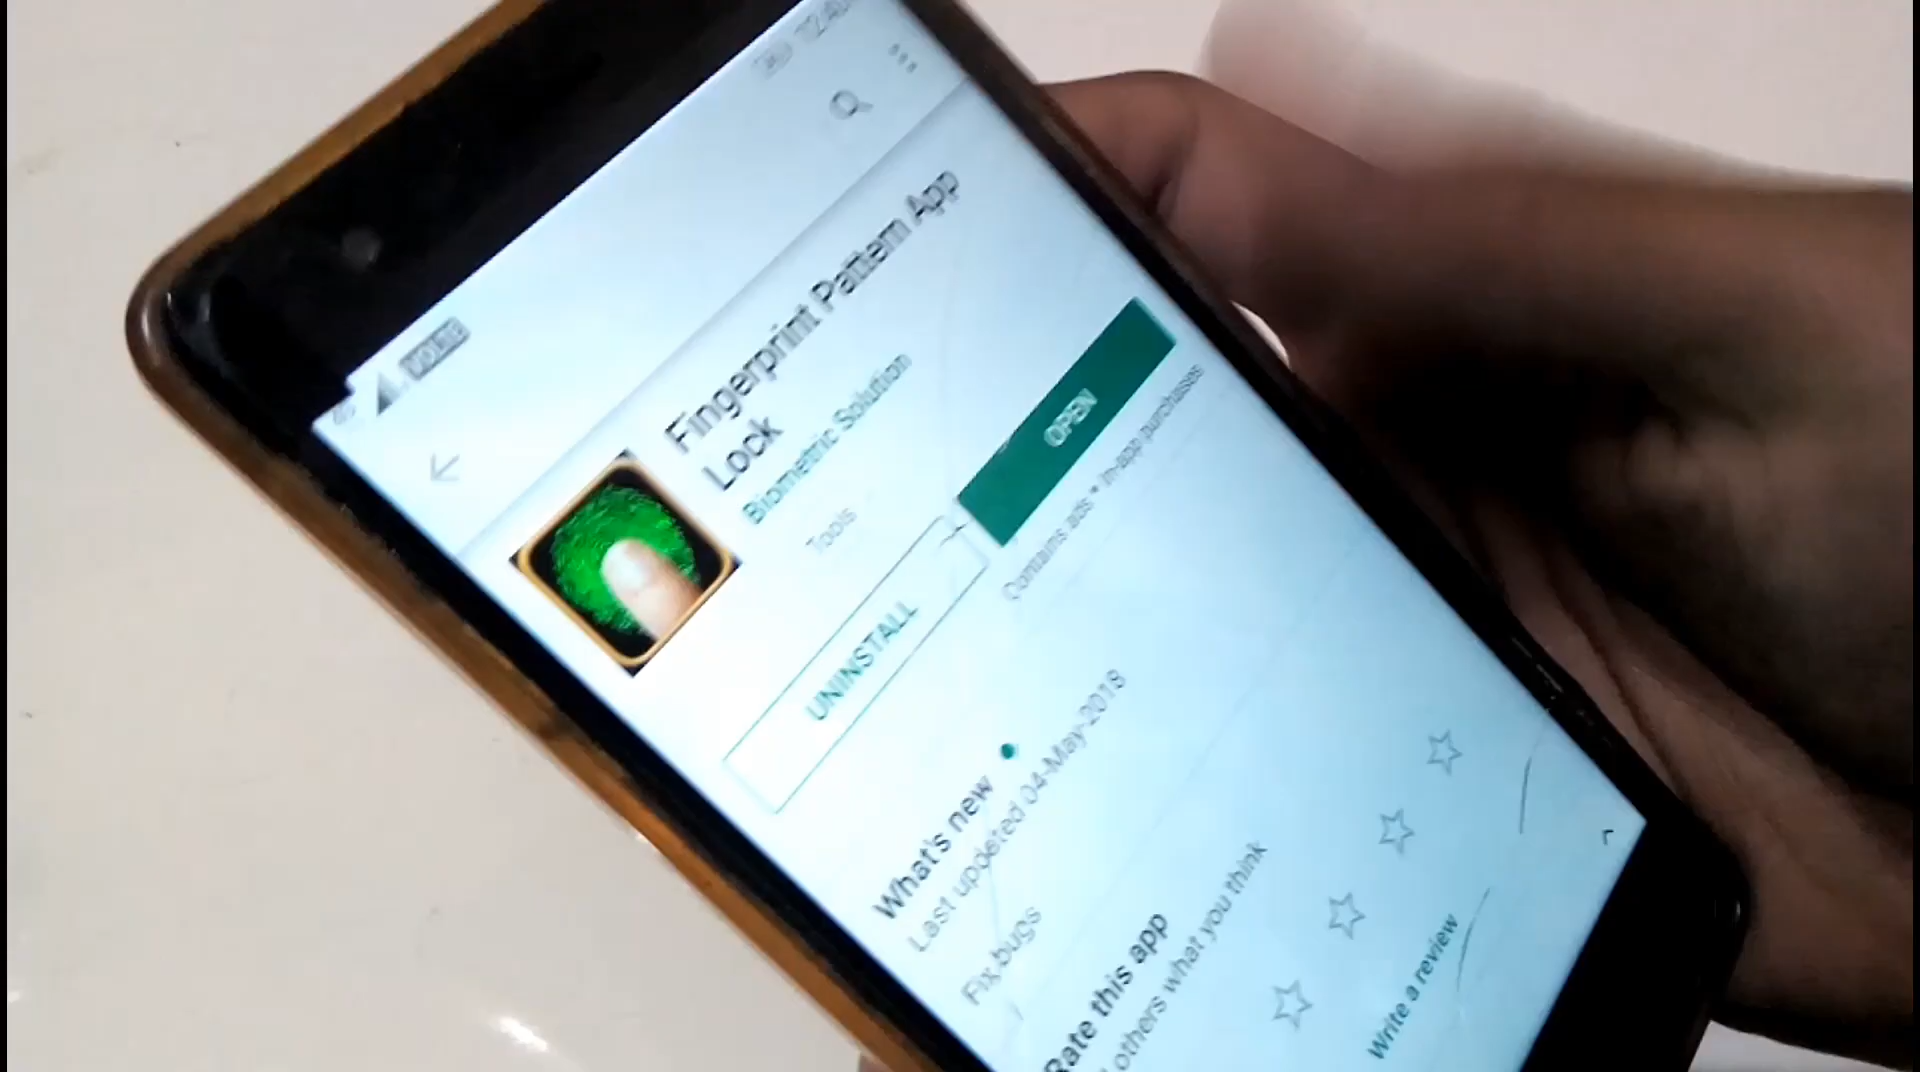 Fingerprint Pattern App
Lock
Biometric Solution
Tools
UNINSTALL
OPEN
Contains ads • In-app purchases
What's new
Last updated 04-May-2018
Fix bugs
Rate this app
others what you think
Write a review